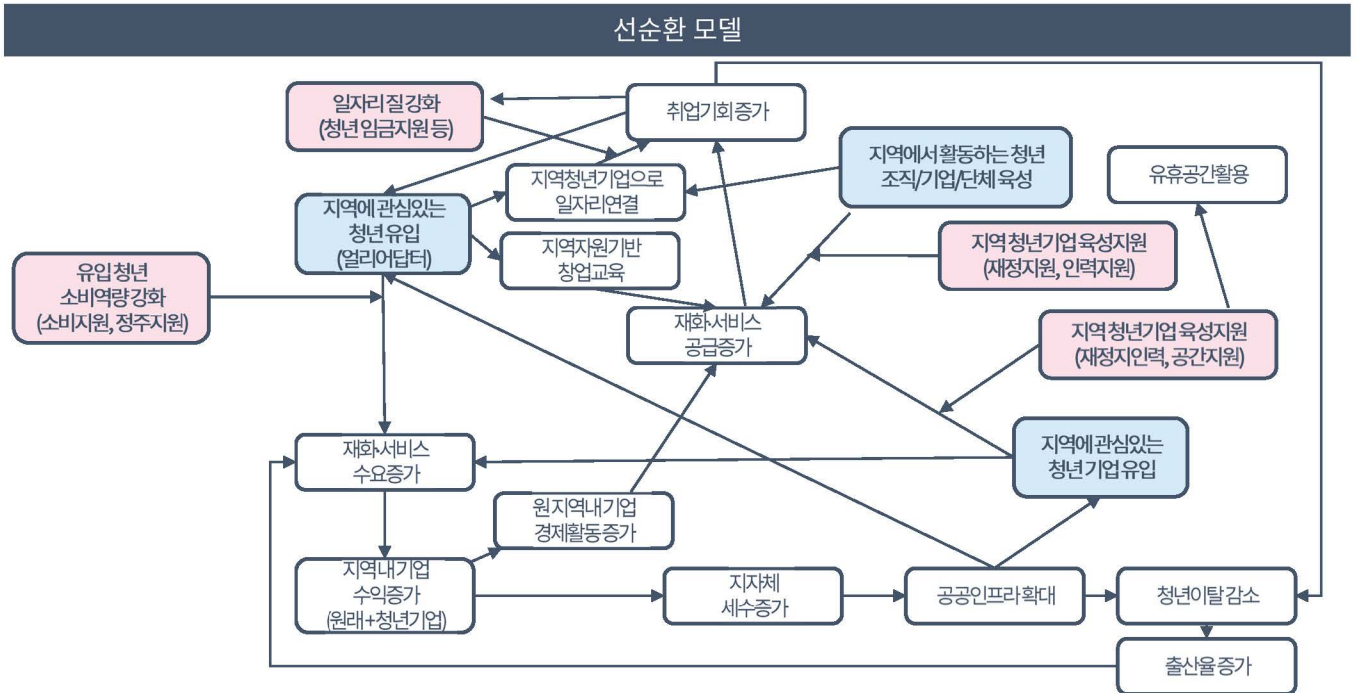 선순환 모델
일자리 질 강화
(청년 임금지원 등)
취업기회 증가
지역에서 활동하는 청년
조직/기업/단체 육성
유휴공간활용
지역청년기업으로
일자리연결
지역에 관심있는
청년 유입
(얼리어답터)
지역자원기반
창업교육
지역 청년기업 육성지원
(재정지원, 인력지원)
유입 청년
소비역량 강화
(소비지원, 정주지원)
재화·서비스
공급증가
지역 청년기업 육성지원
(재정지인력, 공간지원)
재화·서비스
수요증가
지역에 관심있는
청년 기업 유입
원 지역내 기업
경제활동 증가
지역 내 기업
수익증가
(원래+청년기업)
지자체
세수증가
공공인프라 확대
청년이탈 감소
출산율 증가